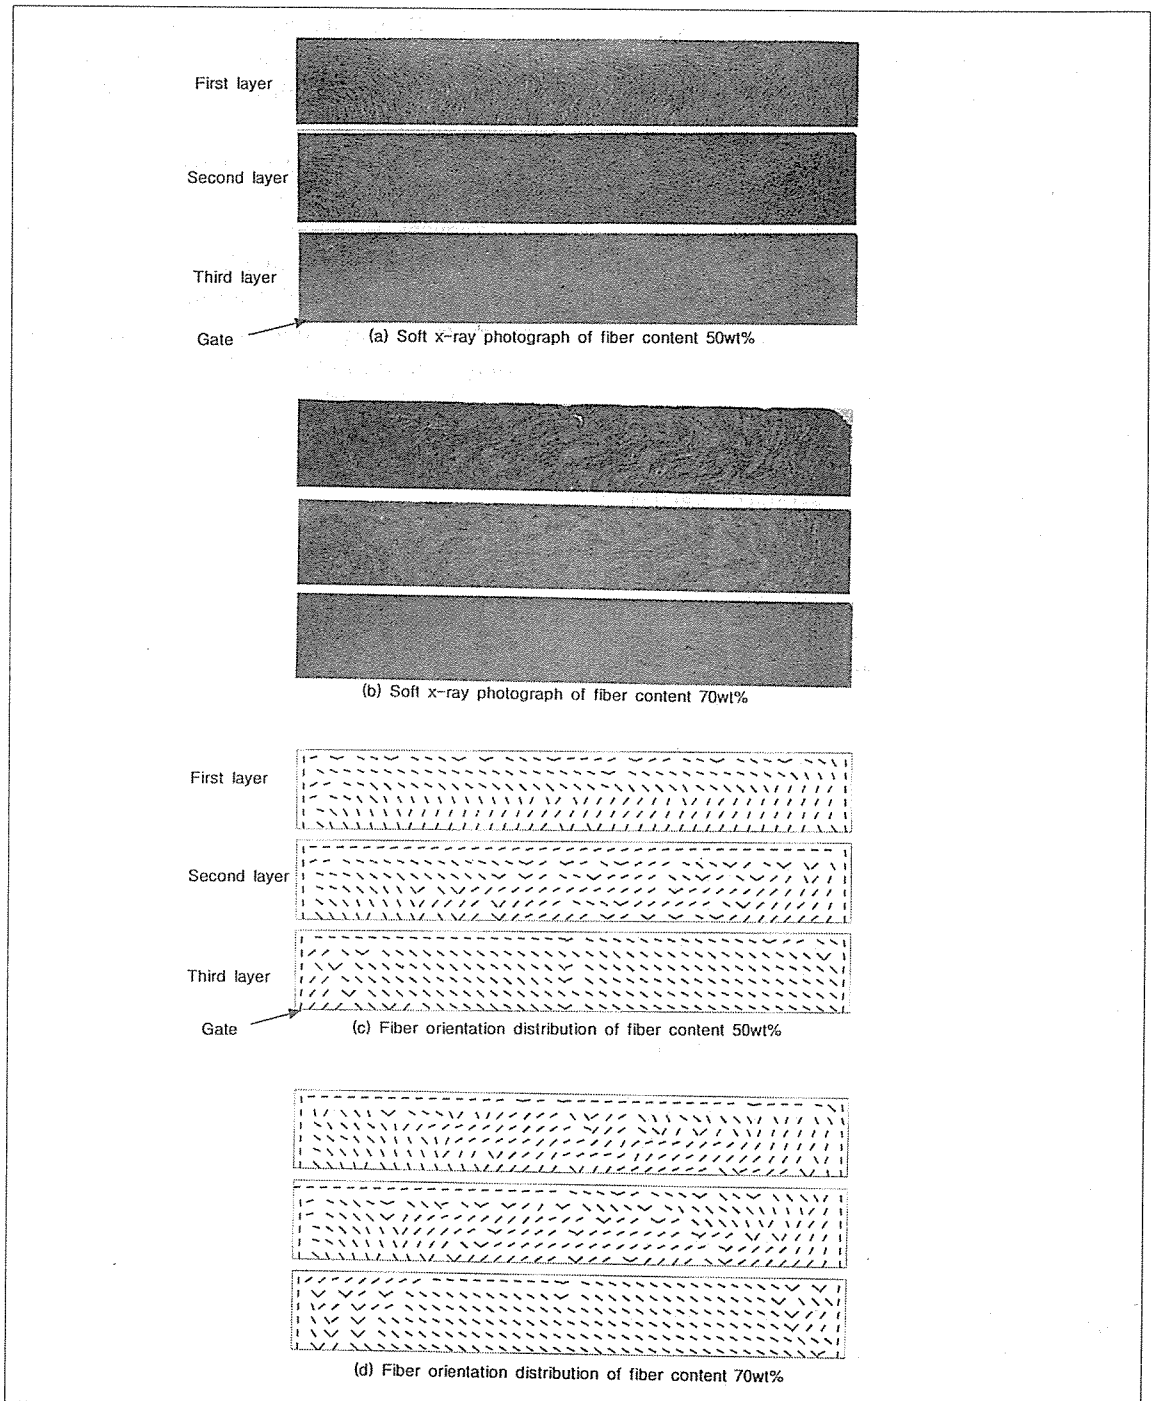 First layer
Second layer
Third layer
Gate
(a) Soft x-ray photograph of fiber content 50wt%
(b) Soft x-ray photograph of fiber content 70wt%
First layer
Second layer
Third layer
Gate
(c) Fiber orientation distribution of fiber content 50wt%
(d) Fiber orientation distribution of fiber content 70wt%